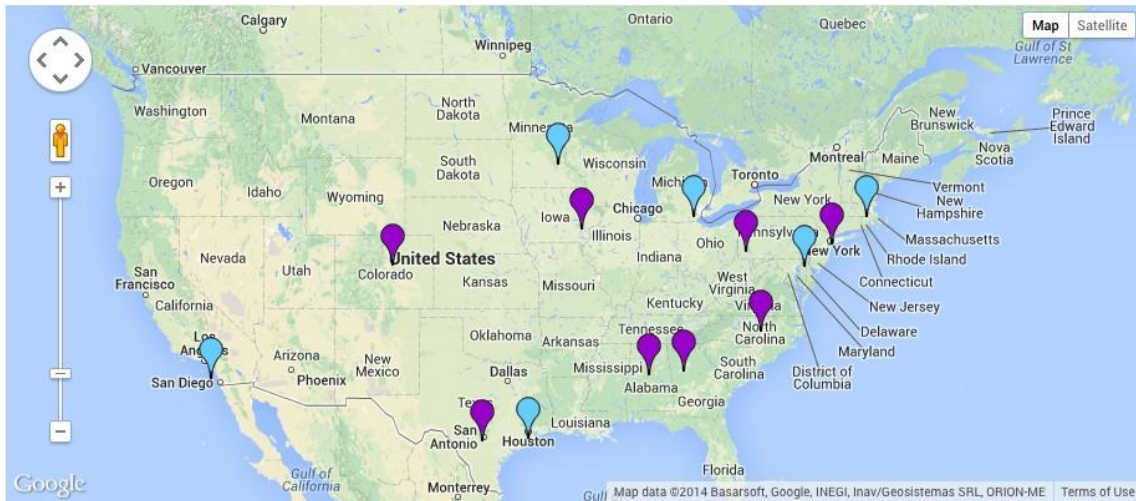 Calgary
Ontario
Quebec
Map
Satellite
Gulf of St
Lawrence
Winnipeg
Vancouver
Washington
Montana
North
Dakota
Minnesota
New
Brunswick
Prince
Edward
Island
Nova
Scotia
Montreal
Maine
Oregon
Idaho
Wyoming
South
Dakota
Wisconsin
Michigan
Toronto
Vermont
New York
New
Hampshire
Iowa
Chicago
Nebraska
Illinois
Indiana
Ohio
Pennsylvania
New York
Massachusetts
Rhode Island
Connecticut
Nevada
Utah
Colorado
United States
San
Francisco
California
Kansas
Missouri
West
Virginia
Kentucky
Virginia
New Jersey
Delaware
Maryland
District of
Columbia
Los
Angeles
Arizona
New
Mexico
Oklahoma
Arkansas
Tennessee
North
Carolina
South
Carolina
San Diego
Phoenix
Dallas
Mississippi
Alabama
Georgia
Texas
San
Antonio
Houston
Louisiana
Gulf of
California
Monterrey
Florida
Gulf of
Google
Map data ©2014 Basarsoft, Google, INEGI, Inav/Geosistemas SRL, ORION-ME
Terms of Use